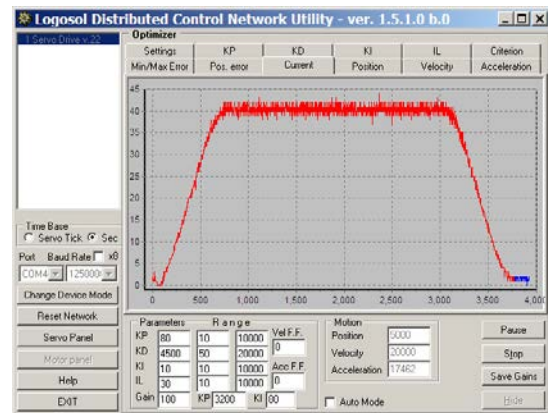 Logosol Distributed Control Network Utility - ver. 1.5.1.0 b.0
1 Servo Drive v.22
Optimizer
Settings KP KD KI IL Criterion
Min/Max Error Pos. error Current Position Velocity Acceleration
45
40
35
30
25
20
15
10
5
0
0 500 1,000 1,500 2,000 2,500 3,000 3,500 4,00
Time Base
Servo Tick Sec
Port Baud Rate x8
COM4 125000
Change Device Mode
Reset Network
Servo Panel
Motor panel
Help
EXIT
Parameters Range
KP 80 10 10000 Vel F.F.
KD 4500 50 20000 0
KI 10 10 10000 Acc F.F.
IL 30 10 10000 0
Gain 100 KP 3200 KI 80
Motion
Position 5000
Velocity 20000
Acceleration 17462
Auto Mode
Pause
Stop
Save Gains
Hide